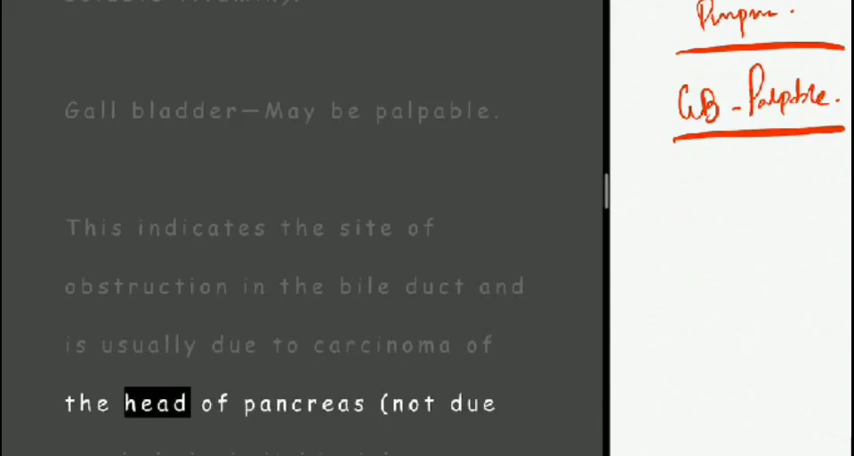 Gall bladder—May be palpable.
This indicates the site of
obstruction in the bile duct and
is usually due to carcinoma of
the head of pancreas (not due
GB - Palpable.